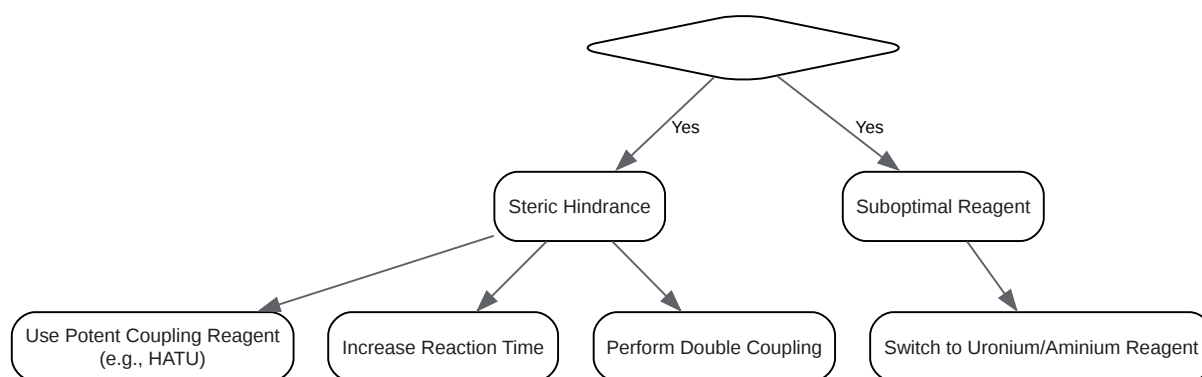 Yes
Yes
Steric Hindrance
Suboptimal Reagent
Use Potent Coupling Reagent
(e.g., HATU)
Increase Reaction Time
Perform Double Coupling
Switch to Uronium/Aminium Reagent